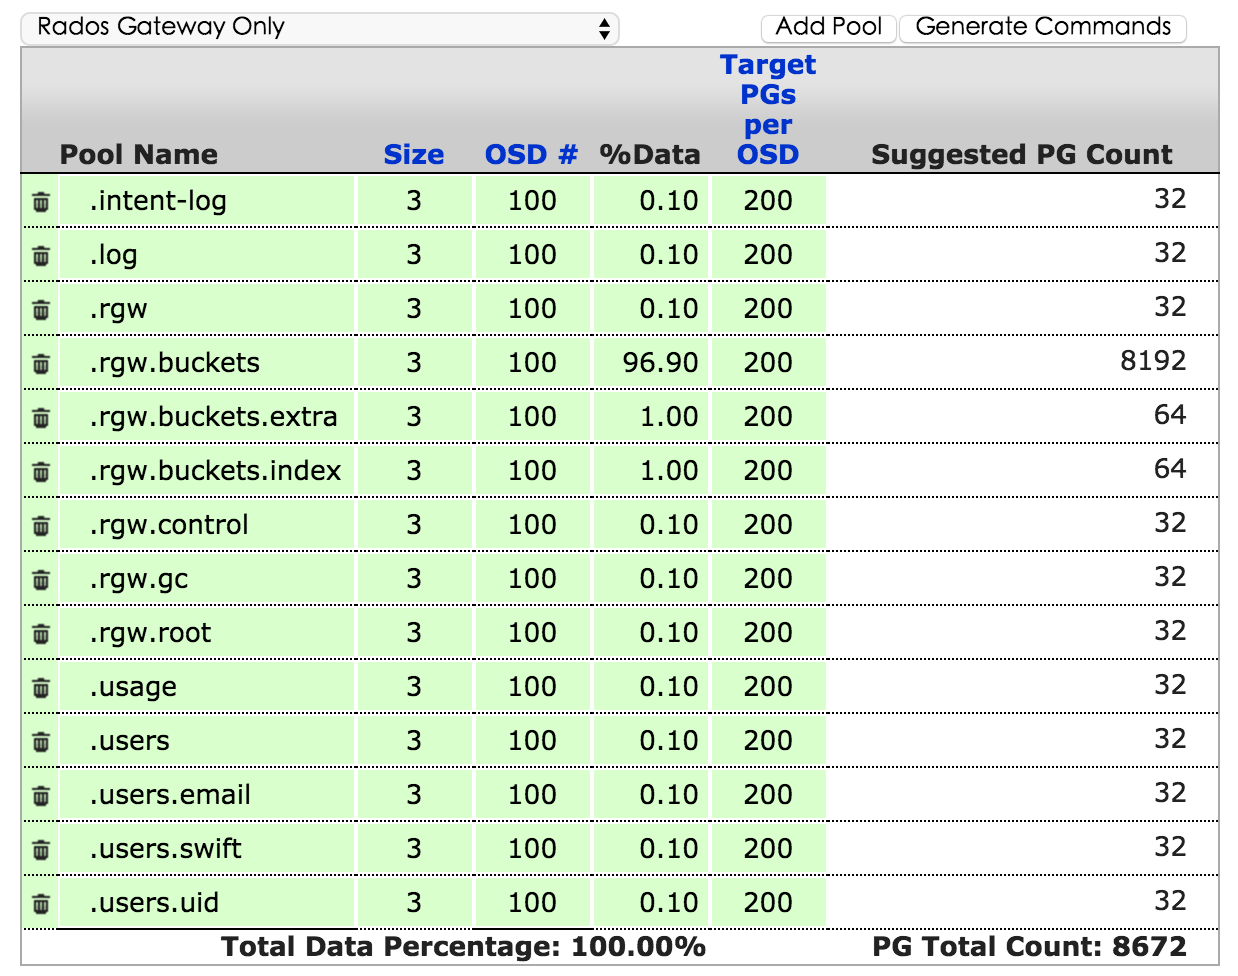 Rados Gateway Only
Add Pool Generate Commands
Pool Name Size OSD # %Data Target PGs per OSD Suggested PG Count
.intent-log 3 100 0.10 200 32
.log 3 100 0.10 200 32
.rgw 3 100 0.10 200 32
.rgw.buckets 3 100 96.90 200 8192
.rgw.buckets.extra 3 100 1.00 200 64
.rgw.buckets.index 3 100 1.00 200 64
.rgw.control 3 100 0.10 200 32
.rgw.gc 3 100 0.10 200 32
.rgw.root 3 100 0.10 200 32
.usage 3 100 0.10 200 32
.users 3 100 0.10 200 32
.users.email 3 100 0.10 200 32
.users.swift 3 100 0.10 200 32
.users.uid 3 100 0.10 200 32
Total Data Percentage: 100.00% PG Total Count: 8672